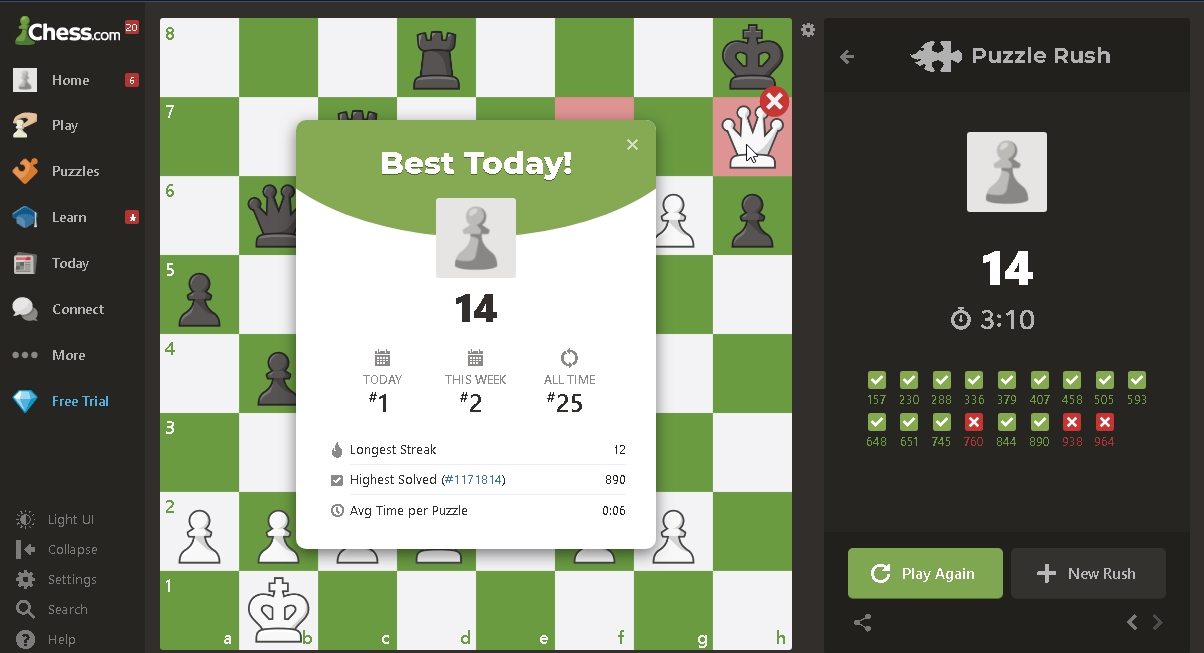 Chess.com 20
Home 6
Play
Puzzles
Learn
Today
Connect
More
Free Trial
Light UI
Collapse
Settings
Search
Help
8
7
6
5
4
3
2
1
a b c d e f g h
Best Today!
14
TODAY THIS WEEK ALL TIME
#1 #2 #25
Longest Streak 12
Highest Solved (#1171814) 890
Avg Time per Puzzle 0:06
Puzzle Rush
14
3:10
157 230 288 336 379 407 458 505 593
648 651 745 760 844 890 938 964
Play Again
New Rush